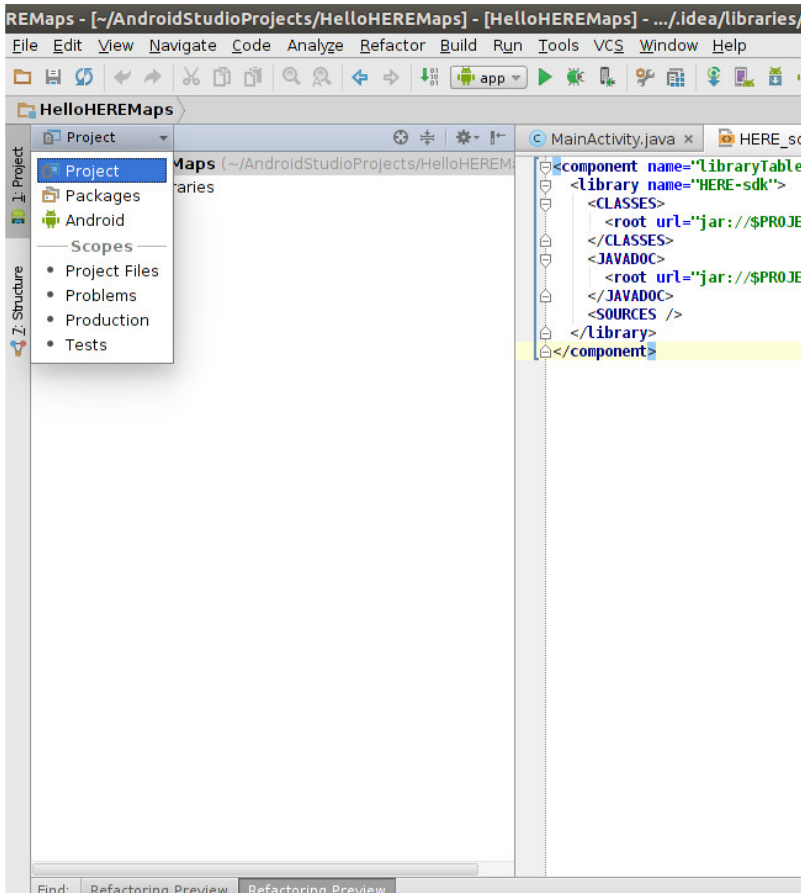 REMaps - [~/AndroidStudioProjects/HelloHEREMaps] - [HelloHEREMaps] - .../.idea/libraries/
File Edit View Navigate Code Analyze Refactor Build Run Tools VCS Window Help
app
HelloHEREMaps
Project
MainActivity.java
HERE_sd
1: Project
Z: Structure
Maps (~/AndroidStudioProjects/HelloHEREMa
raries
Project
Packages
Android
Scopes
Project Files
Problems
Production
Tests
<component name="libraryTable
<library name="HERE-sdk">
<CLASSES>
<root url="jar://$PROJE
</CLASSES>
<JAVADOC>
<root url="jar://$PROJE
</JAVADOC>
<SOURCES />
</library>
</component>
Find: Refactoring Preview Refactoring Preview